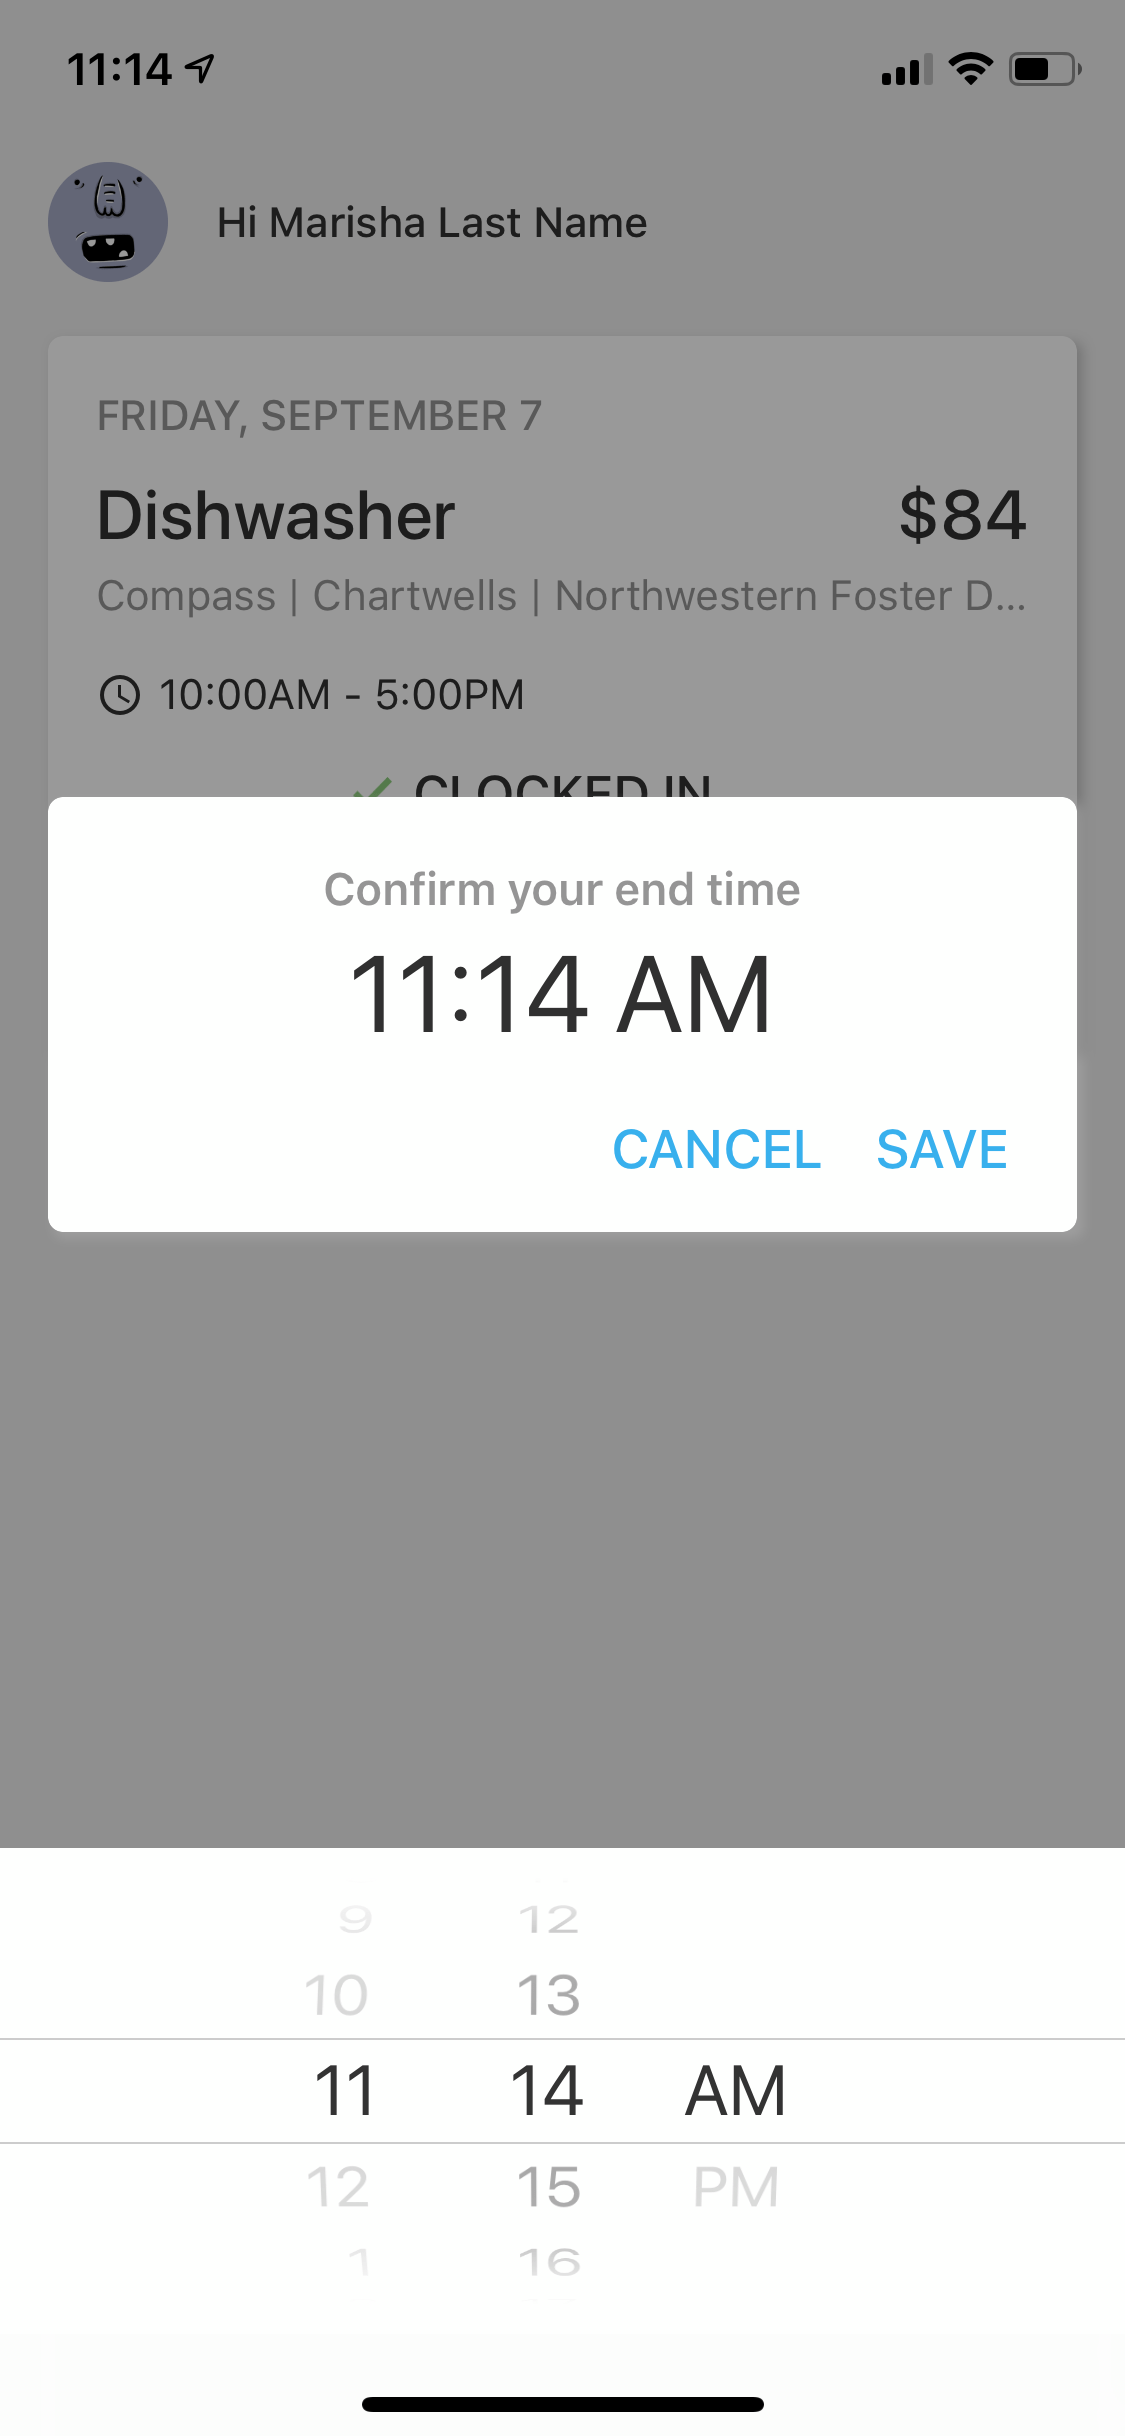 11:14
Hi Marisha Last Name
FRIDAY, SEPTEMBER 7
Dishwasher $84
Compass | Chartwells | Northwestern Foster D...
10:00AM - 5:00PM
CLOCKED IN
Confirm your end time
11:14 AM
CANCEL SAVE
9 12
10 13
11 14 AM
12 15 PM
1 16